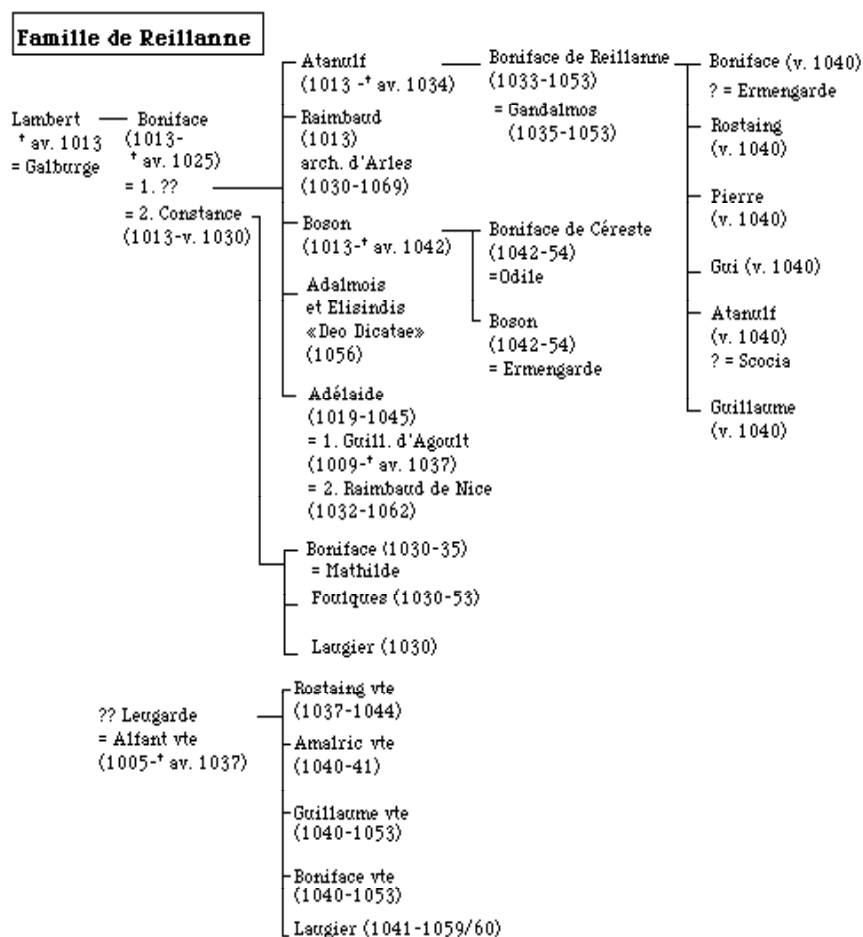 Famille de Reillanne
Lambert
† av. 1013
= Galburge
Boniface
(1013-
† av. 1025)
= 1. ??
= 2. Constance
(1013-v. 1030)
Atanulf
(1013 -† av. 1034)
Raimbaud
(1013)
arch. d'Arles
(1030-1069)
Boson
(1013-† av. 1042)
Adalmois
et Elisindis
«Deo Dicatae»
(1056)
Adélaide
(1019-1045)
= 1. Guill. d'Agoult
(1009-† av. 1037)
= 2. Raimbaud de Nice
(1032-1062)
Boniface de Reillanne
(1033-1053)
= Gandalmos
(1035-1053)
Boniface de Céreste
(1042-54)
=Odile
Boson
(1042-54)
= Ermengarde
Boniface (v. 1040)
? = Ermengarde
Rostaing
(v. 1040)
Pierre
(v. 1040)
Gui (v. 1040)
Atanulf
(v. 1040)
? = Scocia
Guillaume
(v. 1040)
Boniface (1030-35)
= Mathilde
Foulques (1030-53)
Laugier (1030)
?? Leugarde
= Alfant vte
(1005-† av. 1037)
Rostaing vte
(1037-1044)
Amalric vte
(1040-41)
Guillaume vte
(1040-1053)
Boniface vte
(1040-1053)
Laugier (1041-1059/60)